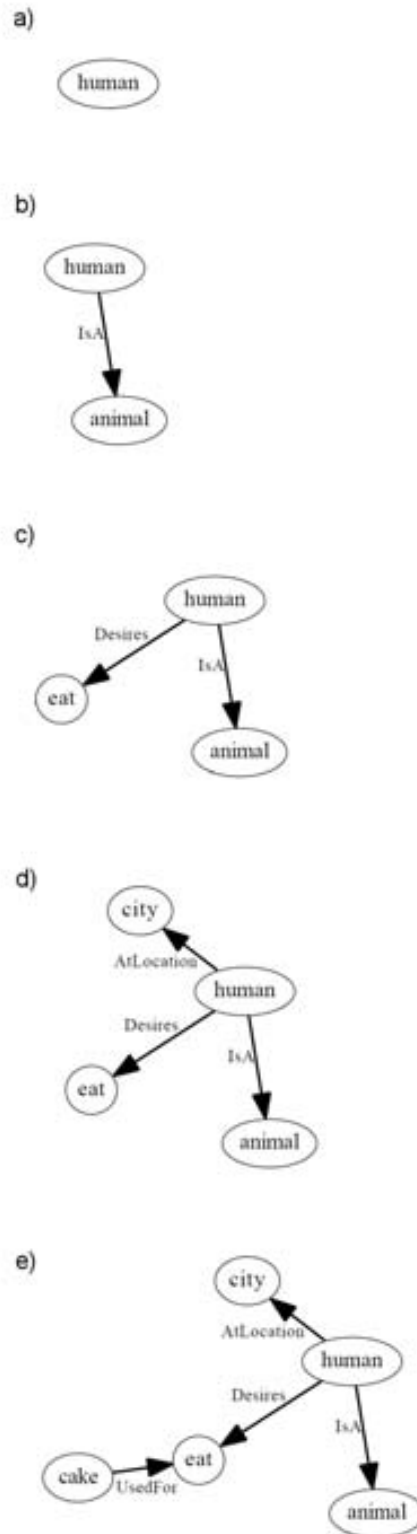 a)
human
b)
human
IsA
animal
c)
human
Desires
IsA
eat
animal
d)
city
AtLocation
human
Desires
IsA
eat
animal
e)
city
AtLocation
human
Desires
IsA
eat
cake
UsedFor
animal